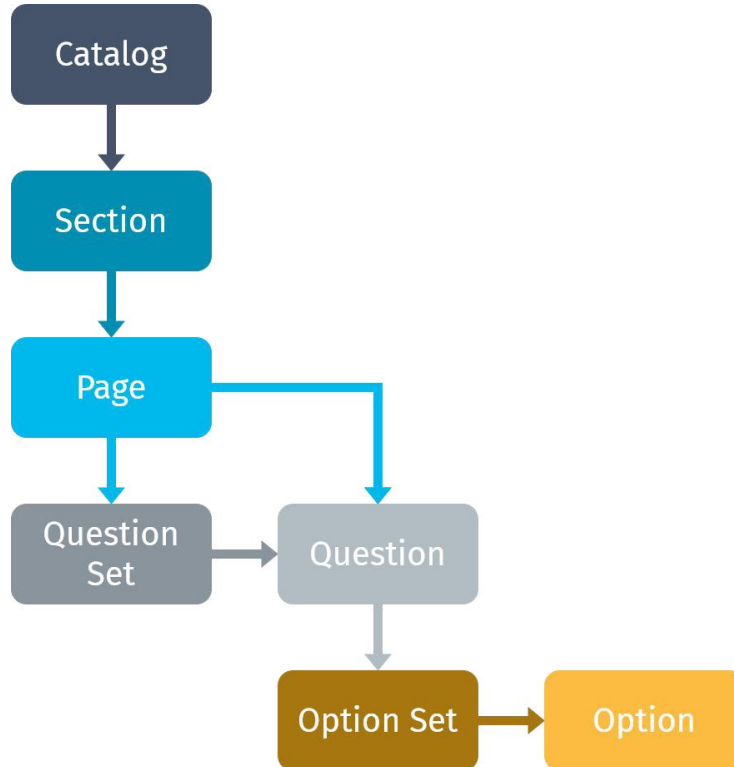 Catalog
Section
Page
Question
Set
Question
Option Set
Option